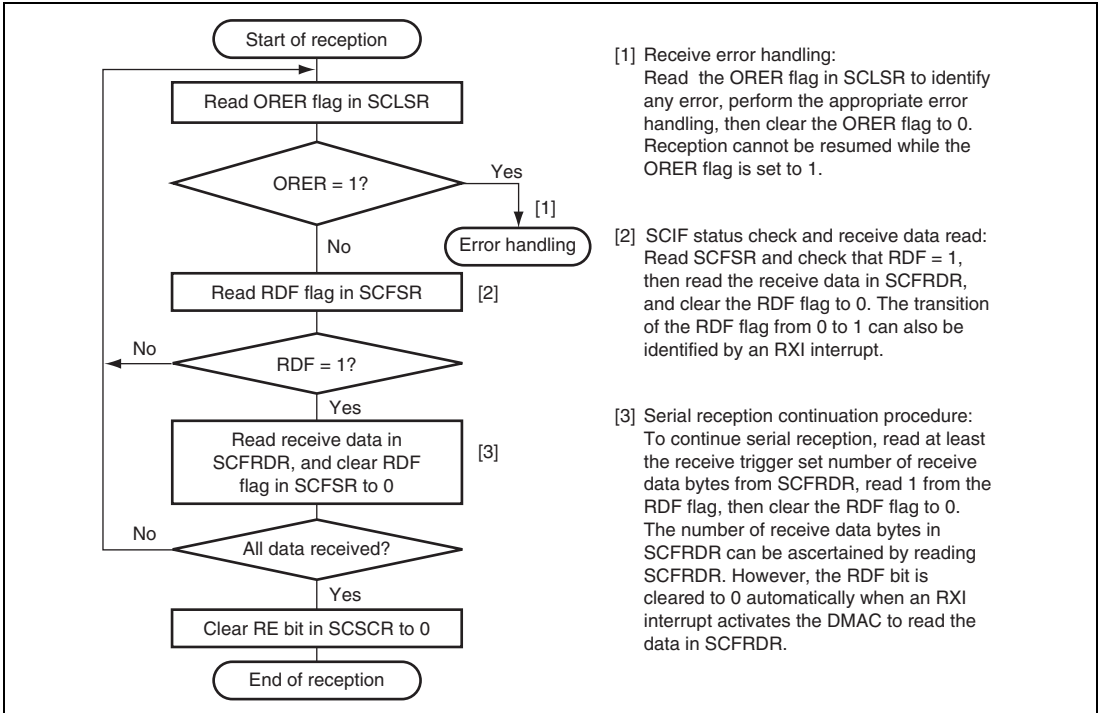 Start of reception
Read ORER flag in SCLSR
ORER = 1?
Yes
[1]
Error handling
No
Read RDF flag in SCFSR
[2]
No
RDF = 1?
Yes
Read receive data in
SCFRDR, and clear RDF
flag in SCFSR to 0
[3]
No
All data received?
Yes
Clear RE bit in SCSCR to 0
End of reception
[1] Receive error handling:
Read the ORER flag in SCLSR to identify
any error, perform the appropriate error
handling, then clear the ORER flag to 0.
Reception cannot be resumed while the
ORER flag is set to 1.
[2] SCIF status check and receive data read:
Read SCFSR and check that RDF = 1,
then read the receive data in SCFRDR,
and clear the RDF flag to 0. The transition
of the RDF flag from 0 to 1 can also be
identified by an RXI interrupt.
[3] Serial reception continuation procedure:
To continue serial reception, read at least
the receive trigger set number of receive
data bytes from SCFRDR, read 1 from the
RDF flag, then clear the RDF flag to 0.
The number of receive data bytes in
SCFRDR can be ascertained by reading
SCFRDR. However, the RDF bit is
cleared to 0 automatically when an RXI
interrupt activates the DMAC to read the
data in SCFRDR.